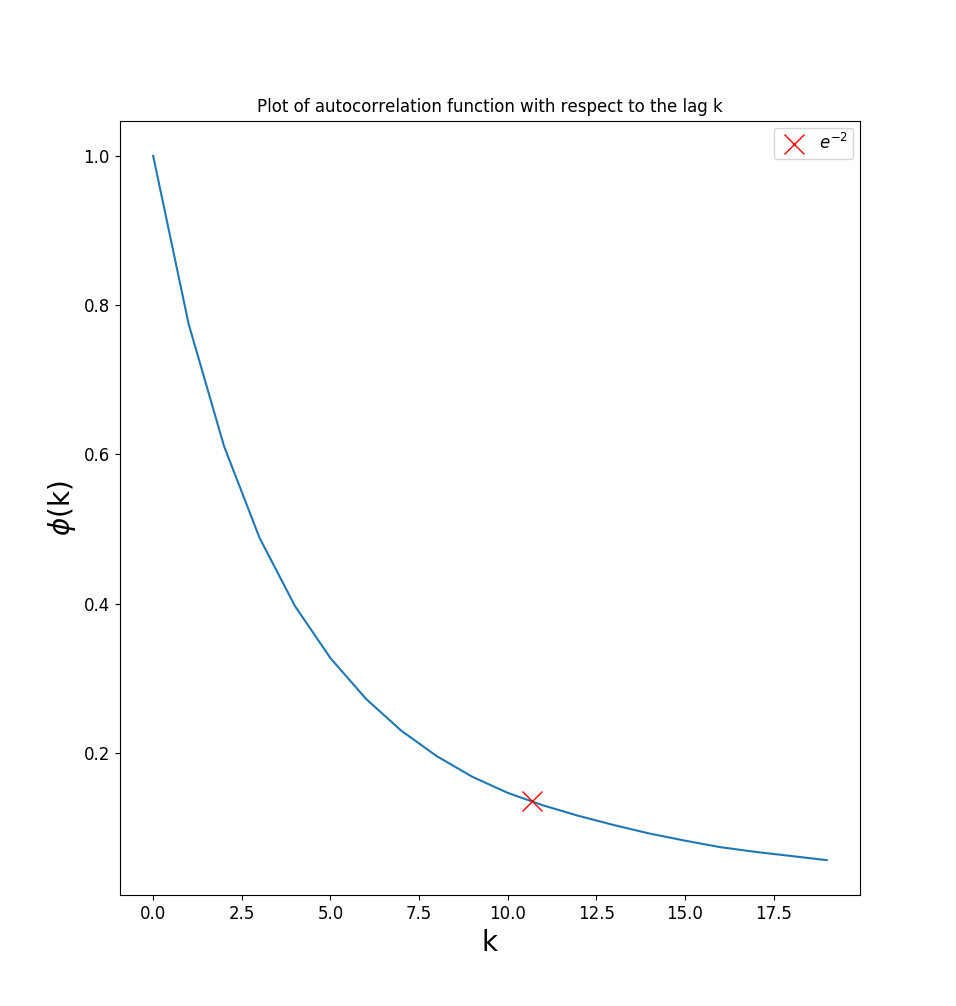 Plot of autocorrelation function with respect to the lag k
e⁻²
1.0
0.8
0.6
0.4
0.2
ϕ(k)
0.0 2.5 5.0 7.5 10.0 12.5 15.0 17.5
k